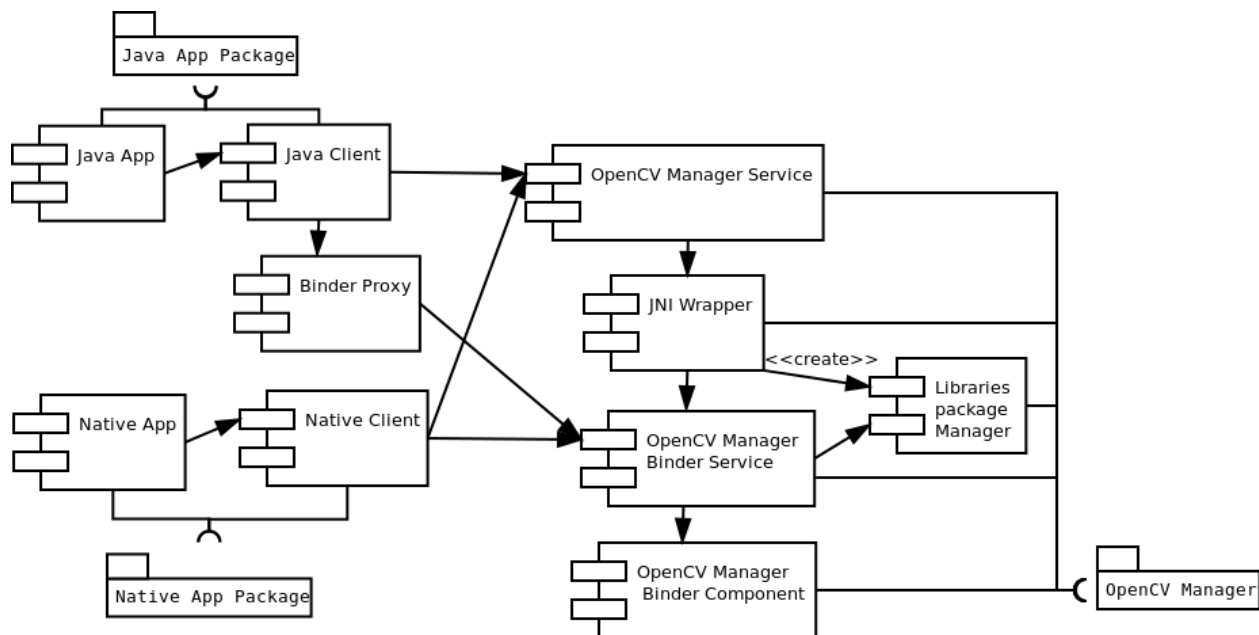 Java App Package
Java App
Java Client
OpenCV Manager Service
Binder Proxy
JNI Wrapper
<<create>>
Libraries
package
Manager
Native App
Native Client
OpenCV Manager
Binder Service
OpenCV Manager
Binder Component
Native App Package
OpenCV Manager